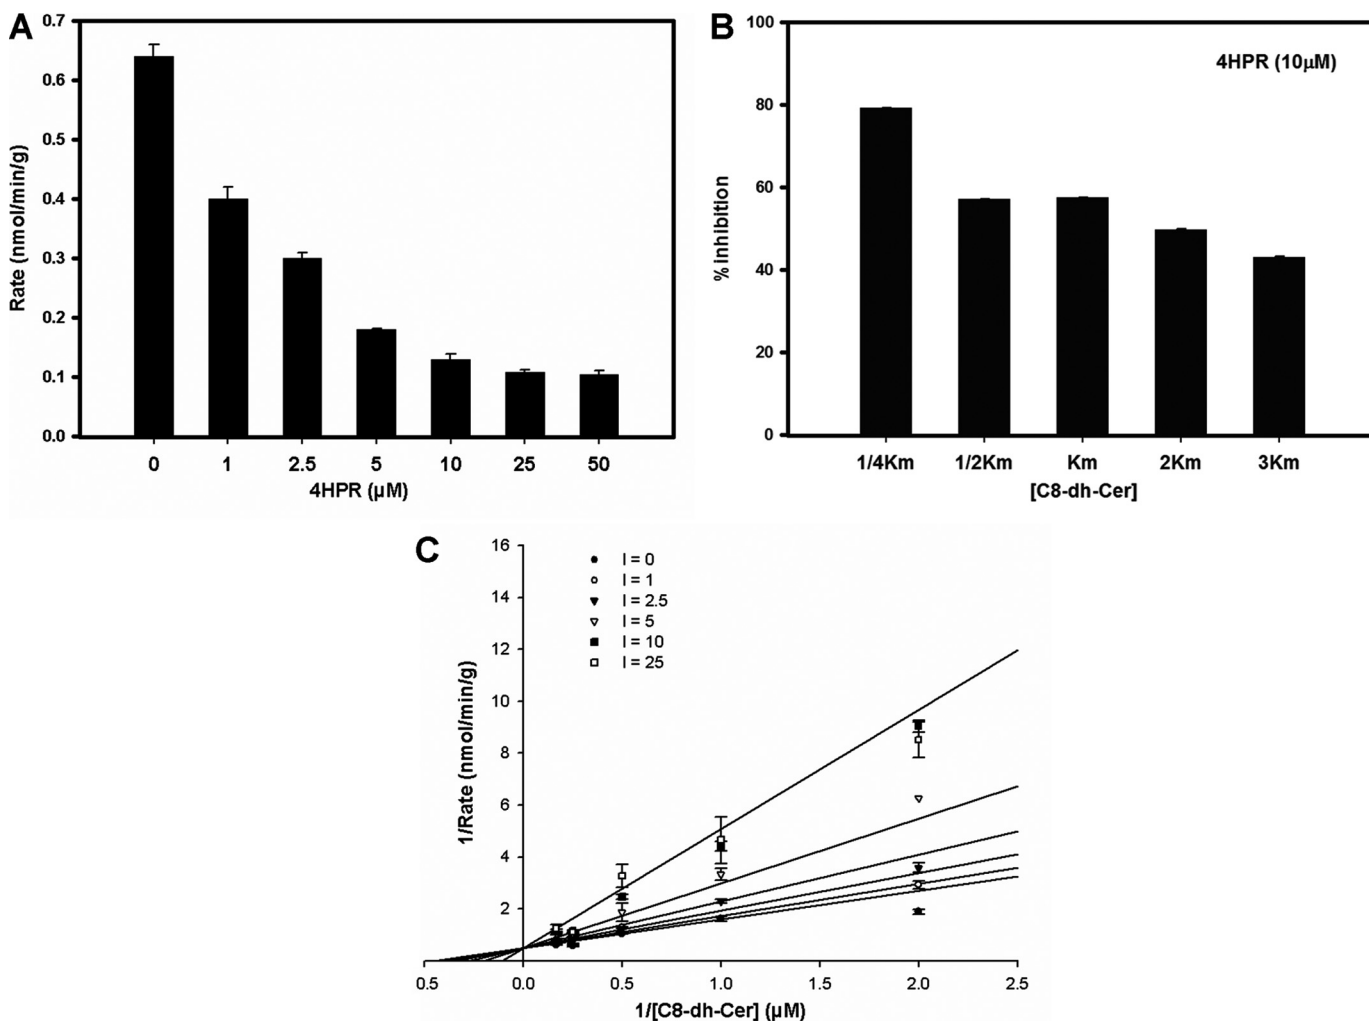 A
0.7
0.6
0.5
0.4
0.3
0.2
0.1
0.0
Rate (nmol/min/g)
0 1 2.5 5 10 25 50
4HPR (µM)
B
4HPR (10µM)
100
80
60
40
20
0
% inhibition
1/4Km 1/2Km Km 2Km 3Km
[C8-dh-Cer]
C
16
14
12
10
8
6
4
2
1/Rate (nmol/min/g)
I = 0
I = 1
I = 2.5
I = 5
I = 10
I = 25
0.5 0.0 0.5 1.0 1.5 2.0 2.5
1/[C8-dh-Cer] (µM)